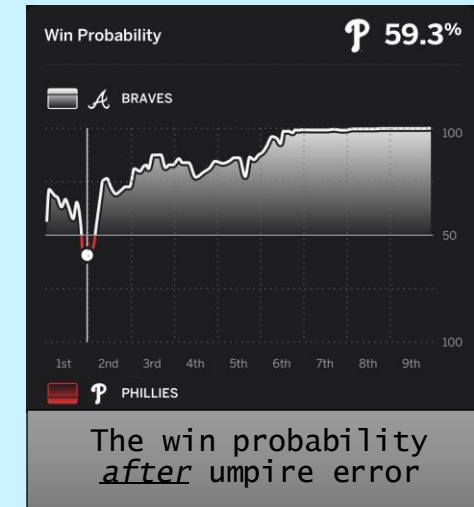 Win Probability
P 59.3%
A BRAVES
100
50
100
1st 2nd 3rd 4th 5th 6th 7th 8th 9th
P PHILLIES
The win probability
after umpire error